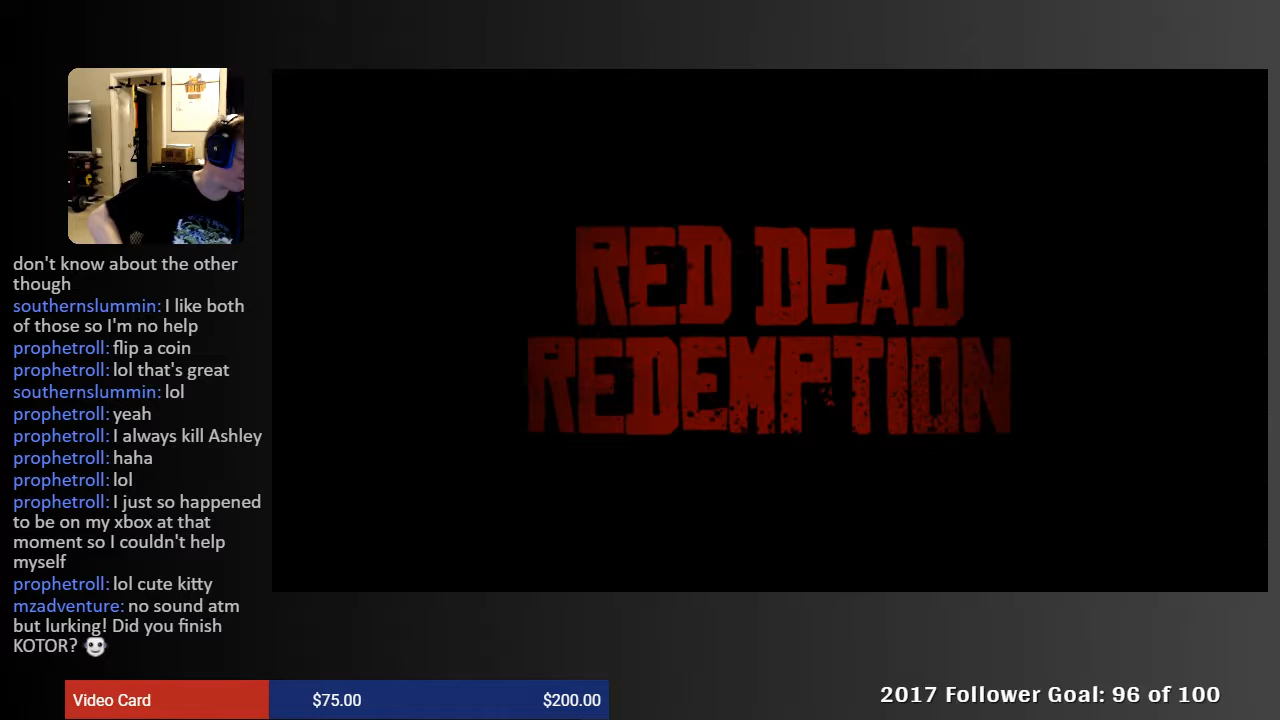 don't know about the other
though
southernslummin: I like both
of those so I'm no help
prophetroll: flip a coin
prophetroll: lol that's great
southernslummin: lol
prophetroll: yeah
prophetroll: I always kill Ashley
prophetroll: haha
prophetroll: lol
prophetroll: I just so happened
to be on my xbox at that
moment so I couldn't help
myself
prophetroll: lol cute kitty
mzadventure: no sound atm
but lurking! Did you finish
KOTOR?
RED DEAD
REDEMPTION
Video Card $75.00 $200.00
2017 Follower Goal: 96 of 100